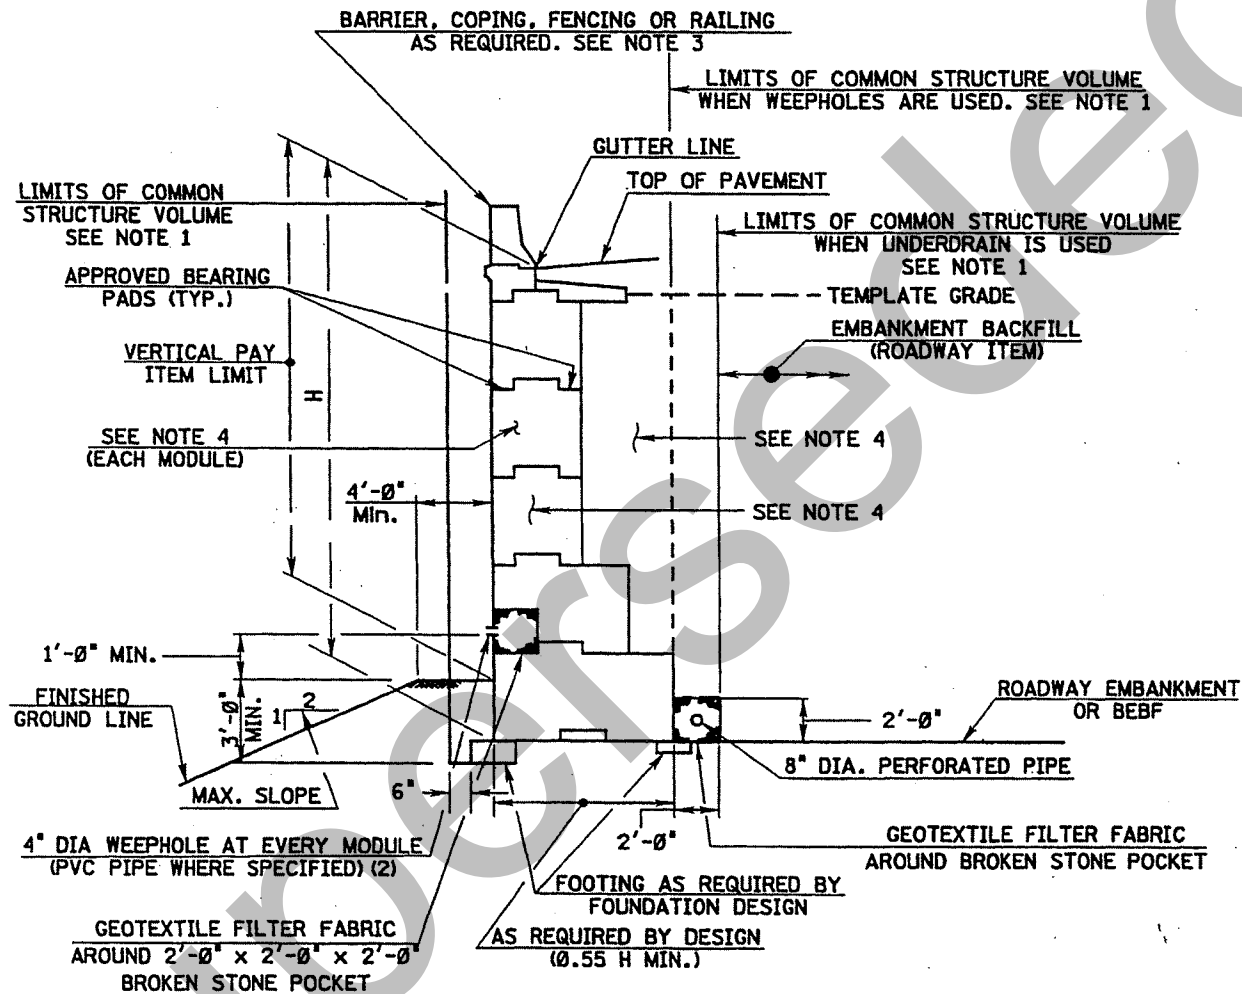 BARRIER, COPING, FENCING OR RAILING
AS REQUIRED. SEE NOTE 3
LIMITS OF COMMON STRUCTURE VOLUME
WHEN WEEPHOLES ARE USED. SEE NOTE 1
GUTTER LINE
TOP OF PAVEMENT
LIMITS OF COMMON
STRUCTURE VOLUME
SEE NOTE 1
LIMITS OF COMMON STRUCTURE VOLUME
WHEN UNDERDRAIN IS USED
SEE NOTE 1
APPROVED BEARING
PADS (TYP.)
TEMPLATE GRADE
EMBANKMENT BACKFILL
(ROADWAY ITEM)
VERTICAL PAY
ITEM LIMIT
H
SEE NOTE 4
(EACH MODULE)
SEE NOTE 4
4'-0"
Min.
SEE NOTE 4
1'-0" MIN.
3'-0"
MIN.
FINISHED
GROUND LINE
2
1
ROADWAY EMBANKMENT
OR BEBF
2'-0"
8" DIA. PERFORATED PIPE
MAX. SLOPE
6"
2'-0"
4" DIA WEEPHOLE AT EVERY MODULE
(PVC PIPE WHERE SPECIFIED) (2)
GEOTEXTILE FILTER FABRIC
AROUND BROKEN STONE POCKET
FOOTING AS REQUIRED BY
FOUNDATION DESIGN
GEOTEXTILE FILTER FABRIC
AROUND 2'-0" x 2'-0" x 2'-0"
BROKEN STONE POCKET
AS REQUIRED BY DESIGN
(0.55 H MIN.)
persedec